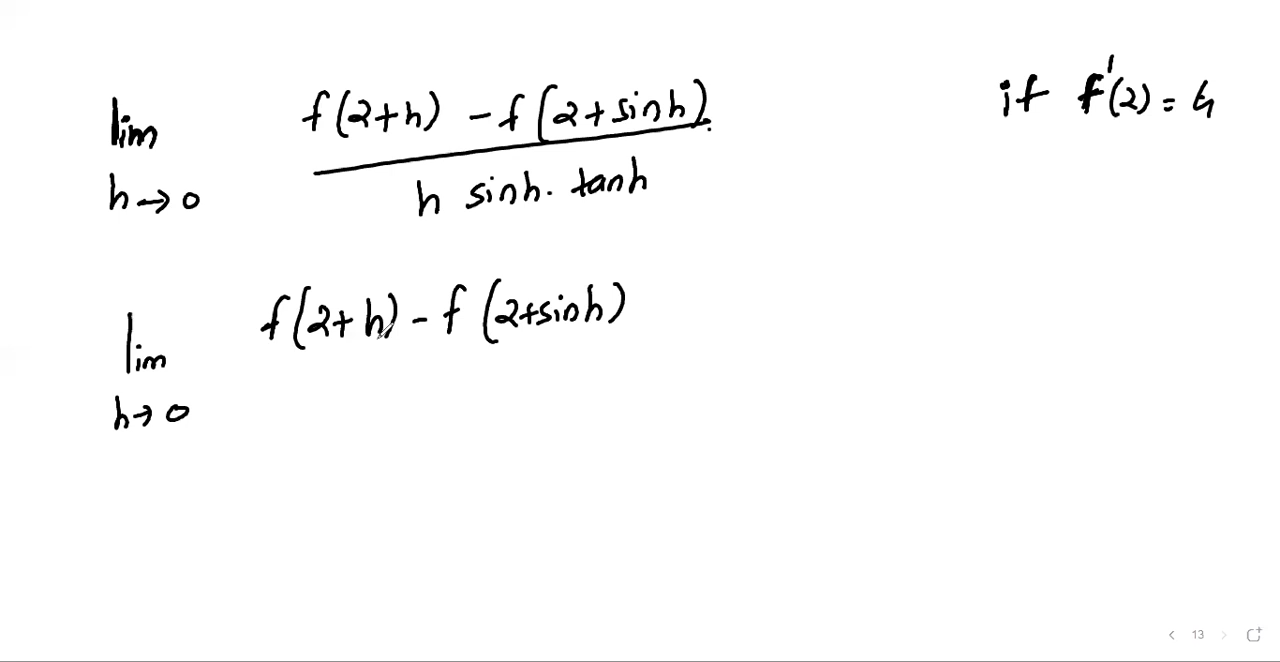 lim h→0 f(2+h) - f(2+sinh) / h sinh. tanh if f'(2) = 4
lim h→0 f(2+h) - f(2+sinh)
13